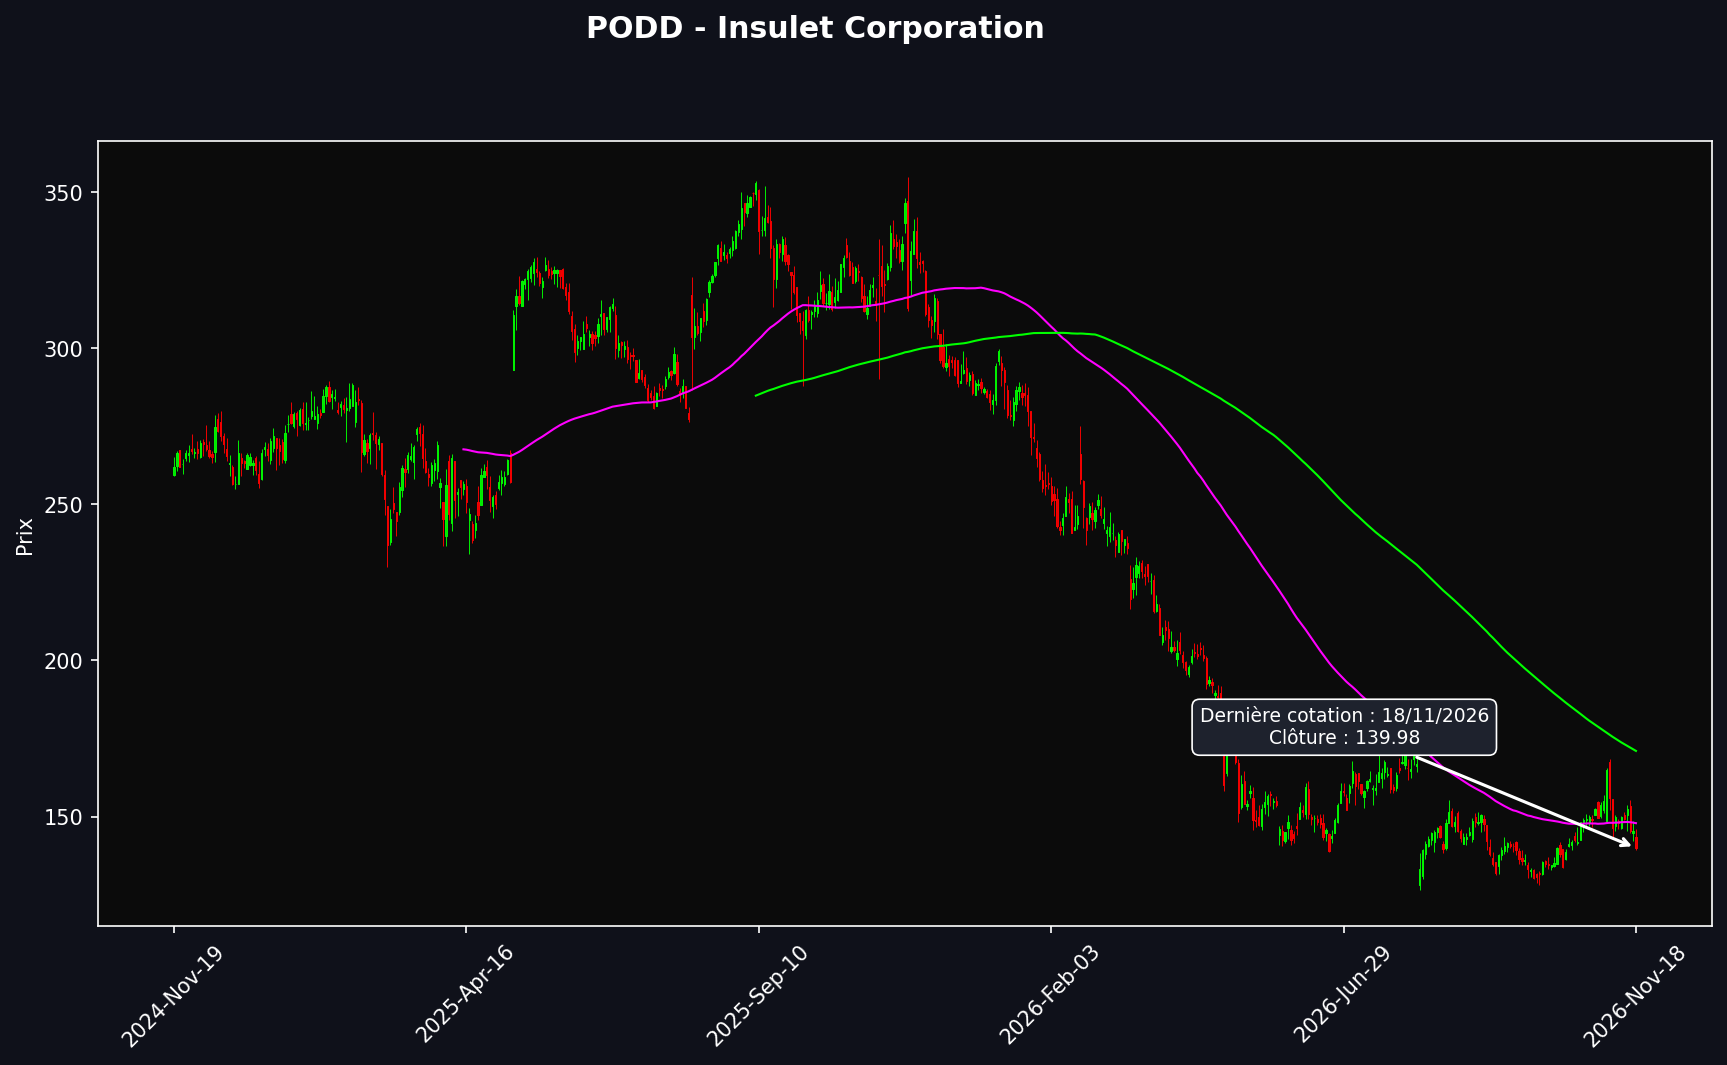 PODD - Insulet Corporation
Prix
350
300
250
200
150
Dernière cotation : 18/11/2026
Clôture : 139.98
2024-Nov-19
2025-Apr-16
2025-Sep-10
2026-Feb-03
2026-Jun-29
2026-Nov-18